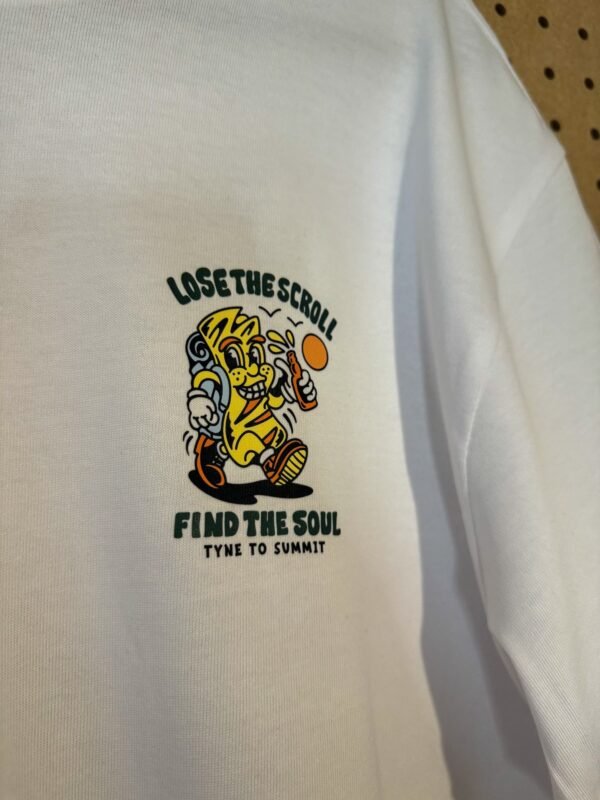 LOSE THE SCROLL
FIND THE SOUL
TYNE TO SUMMIT